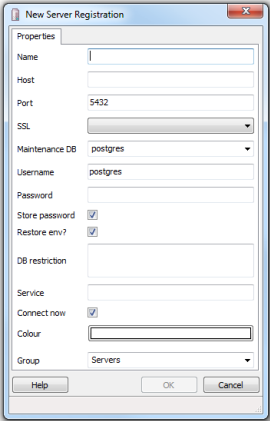 New Server Registration
Properties
Name
Host
Port 5432
SSL
Maintenance DB postgres
Username postgres
Password
Store password
Restore env?
DB restriction
Service
Connect now
Colour
Group Servers
Help OK Cancel